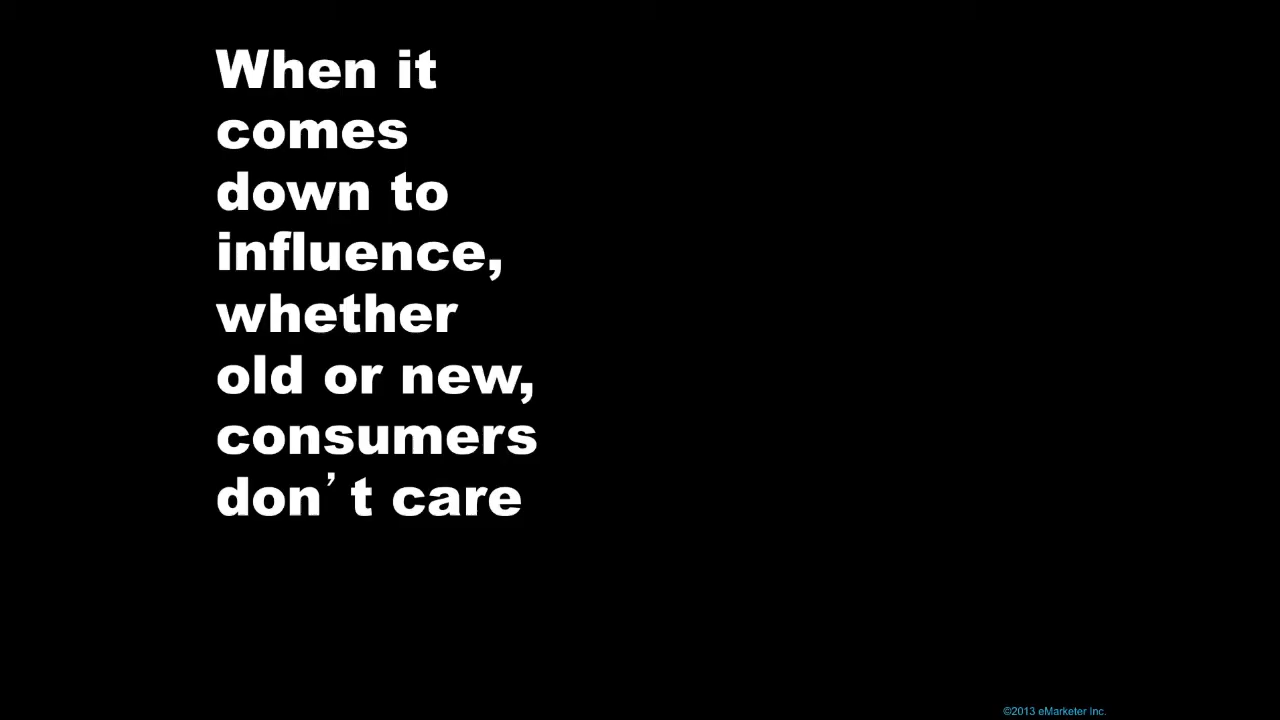 When it
comes
down to
influence,
whether
old or new,
consumers
don’t care
©2013 eMarketer Inc.